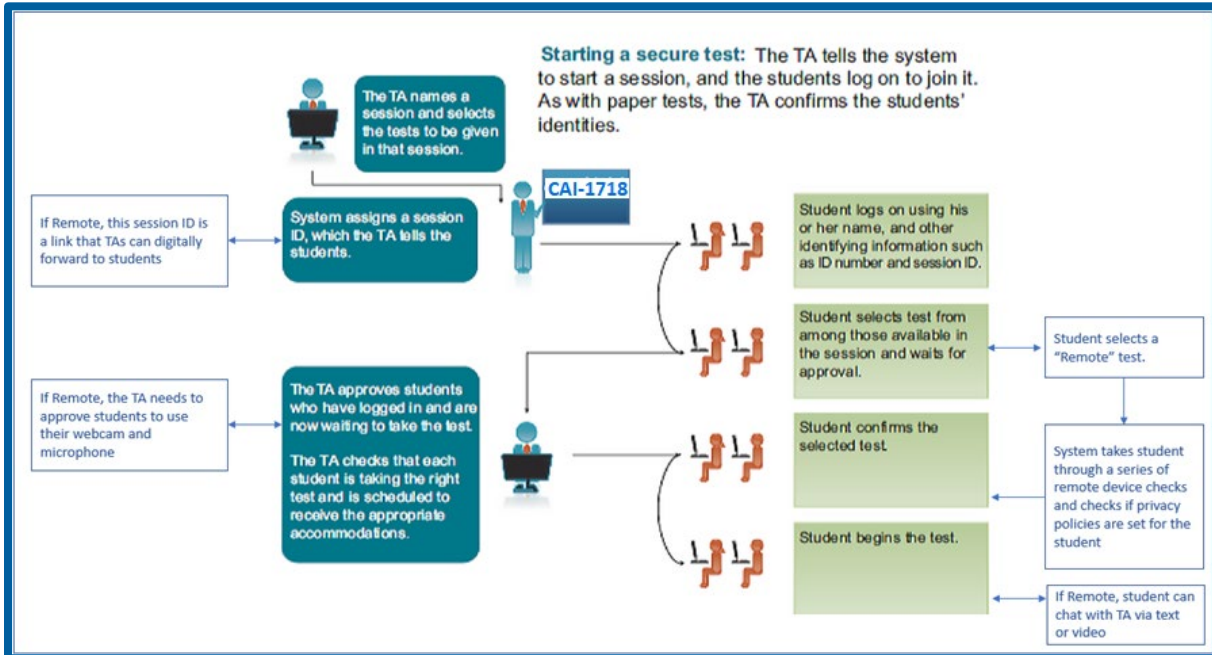 Starting a secure test: The TA tells the system
to start a session, and the students log on to join it.
As with paper tests, the TA confirms the students'
identities.
The TA names a
session and selects
the tests to be given
in that session.
CAI-1718
If Remote, this session ID is
a link that TAs can digitally
forward to students
System assigns a session
ID, which the TA tells the
students.
Student logs on using his
or her name, and other
identifying information such
as ID number and session ID.
Student selects test from
among those available in
the session and waits for
approval.
Student selects a
“Remote” test.
If Remote, the TA needs to
approve students to use
their webcam and
microphone
The TA approves students
who have logged in and are
now waiting to take the test.
The TA checks that each
student is taking the right
test and is scheduled to
receive the appropriate
accommodations.
Student confirms the
selected test.
System takes student
through a series of
remote device checks
and checks if privacy
policies are set for the
student
Student begins the test.
If Remote, student can
chat with TA via text
or video